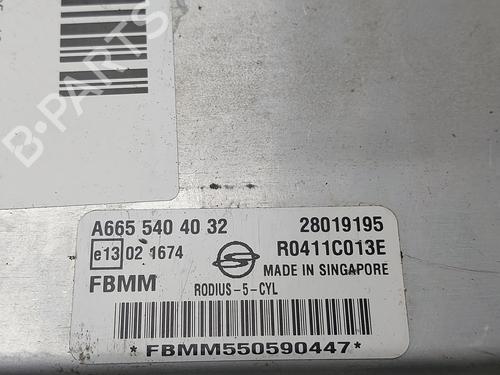 B-PARTS
A665 540 40 32
28019195
e13 02 1674
R0411C013E
MADE IN SINGAPORE
FBMM
RODIUS-5-CYL
*FBMM550590447*